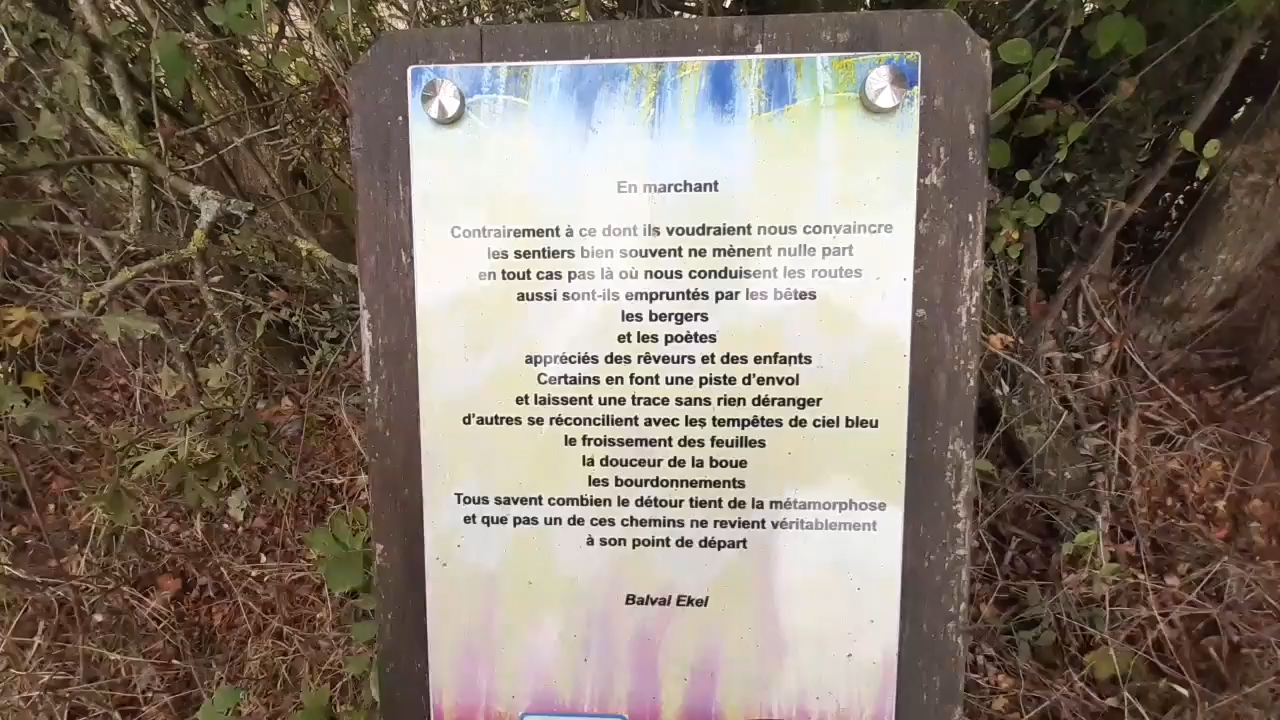 En marchant
Contrairement à ce dont ils voudraient nous convaincre
les sentiers bien souvent ne mènent nulle part
en tout cas pas là où nous conduisent les routes
aussi sont-ils empruntés par les bêtes
les bergers
et les poètes
appréciés des rêveurs et des enfants
Certains en font une piste d'envol
et laissent une trace sans rien déranger
d'autres se réconcilient avec les tempêtes de ciel bleu
le froissement des feuilles
la douceur de la boue
les bourdonnements
Tous savent combien le détour tient de la métamorphose
et que pas un de ces chemins ne revient véritablement
à son point de départ
Balval Ekel